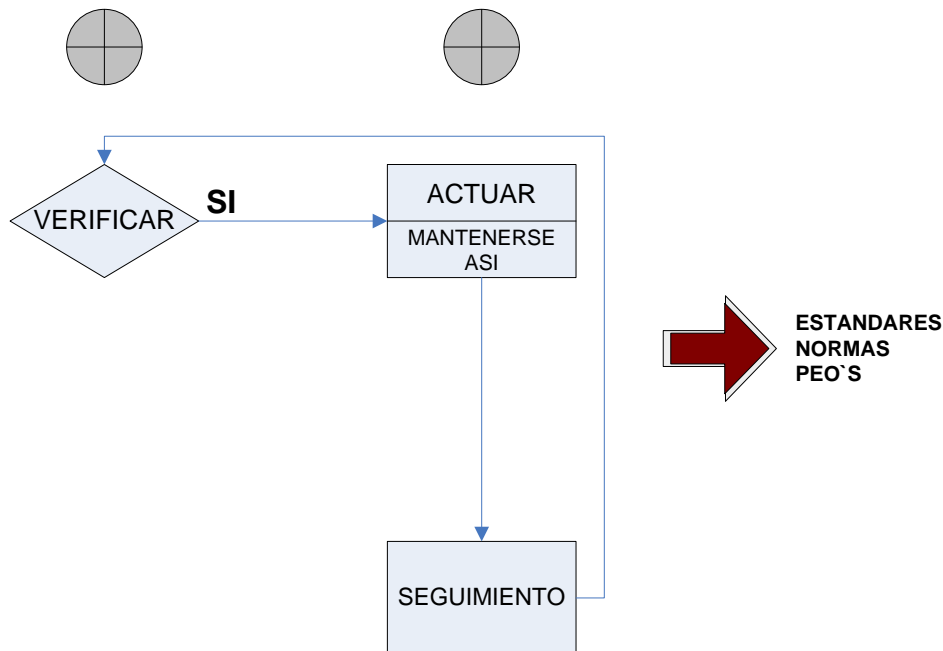 VERIFICAR
SI
ACTUAR
MANTENERSE
ASI
ESTANDARES
NORMAS
PEO`S
SEGUIMIENTO